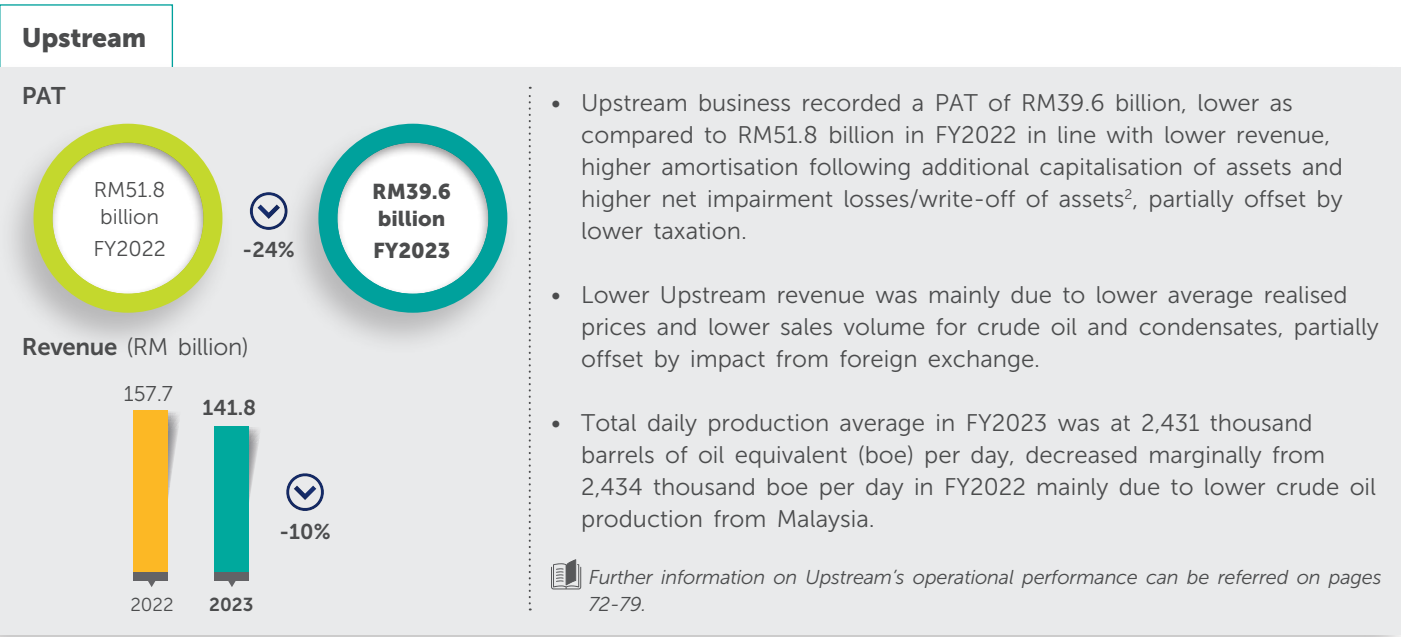 Upstream
PAT
RM51.8
billion
FY2022
-24%
RM39.6
billion
FY2023
Revenue (RM billion)
157.7
141.8
-10%
2022
2023
• Upstream business recorded a PAT of RM39.6 billion, lower as
compared to RM51.8 billion in FY2022 in line with lower revenue,
higher amortisation following additional capitalisation of assets and
higher net impairment losses/write-off of assets², partially offset by
lower taxation.
• Lower Upstream revenue was mainly due to lower average realised
prices and lower sales volume for crude oil and condensates, partially
offset by impact from foreign exchange.
• Total daily production average in FY2023 was at 2,431 thousand
barrels of oil equivalent (boe) per day, decreased marginally from
2,434 thousand boe per day in FY2022 mainly due to lower crude oil
production from Malaysia.
Further information on Upstream's operational performance can be referred on pages
72-79.